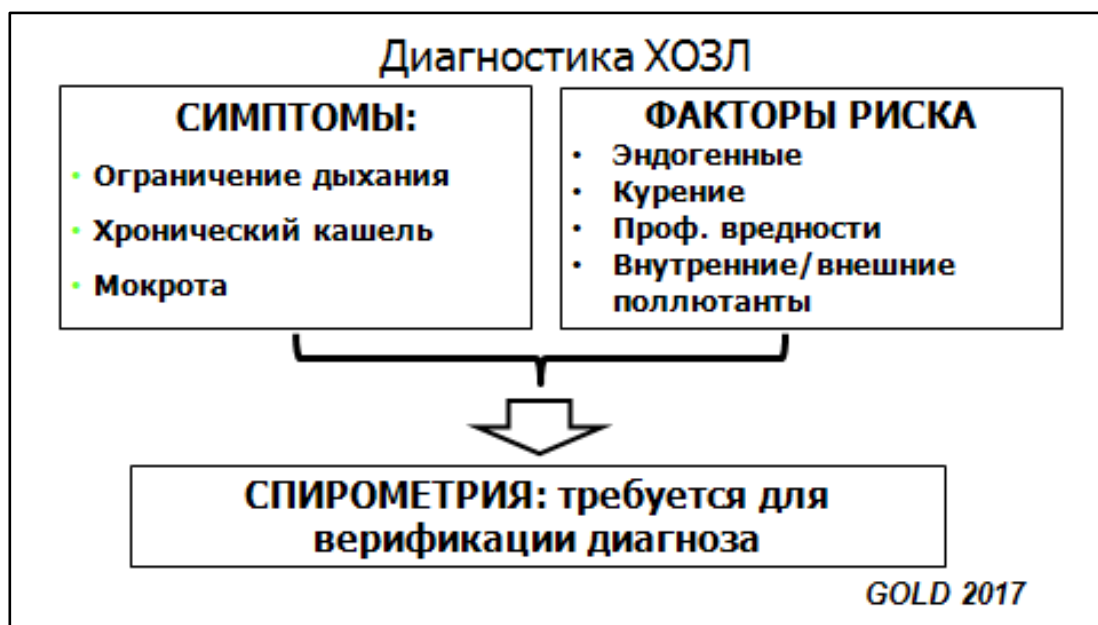 Диагностика ХОЗЛ
СИМПТОМЫ:
• Ограничение дыхания
• Хронический кашель
• Мокрота
ФАКТОРЫ РИСКА
• Эндогенные
• Курение
• Проф. вредности
• Внутренние/внешние
поллютанты
СПИРОМЕТРИЯ: требуется для
верификации диагноза
GOLD 2017